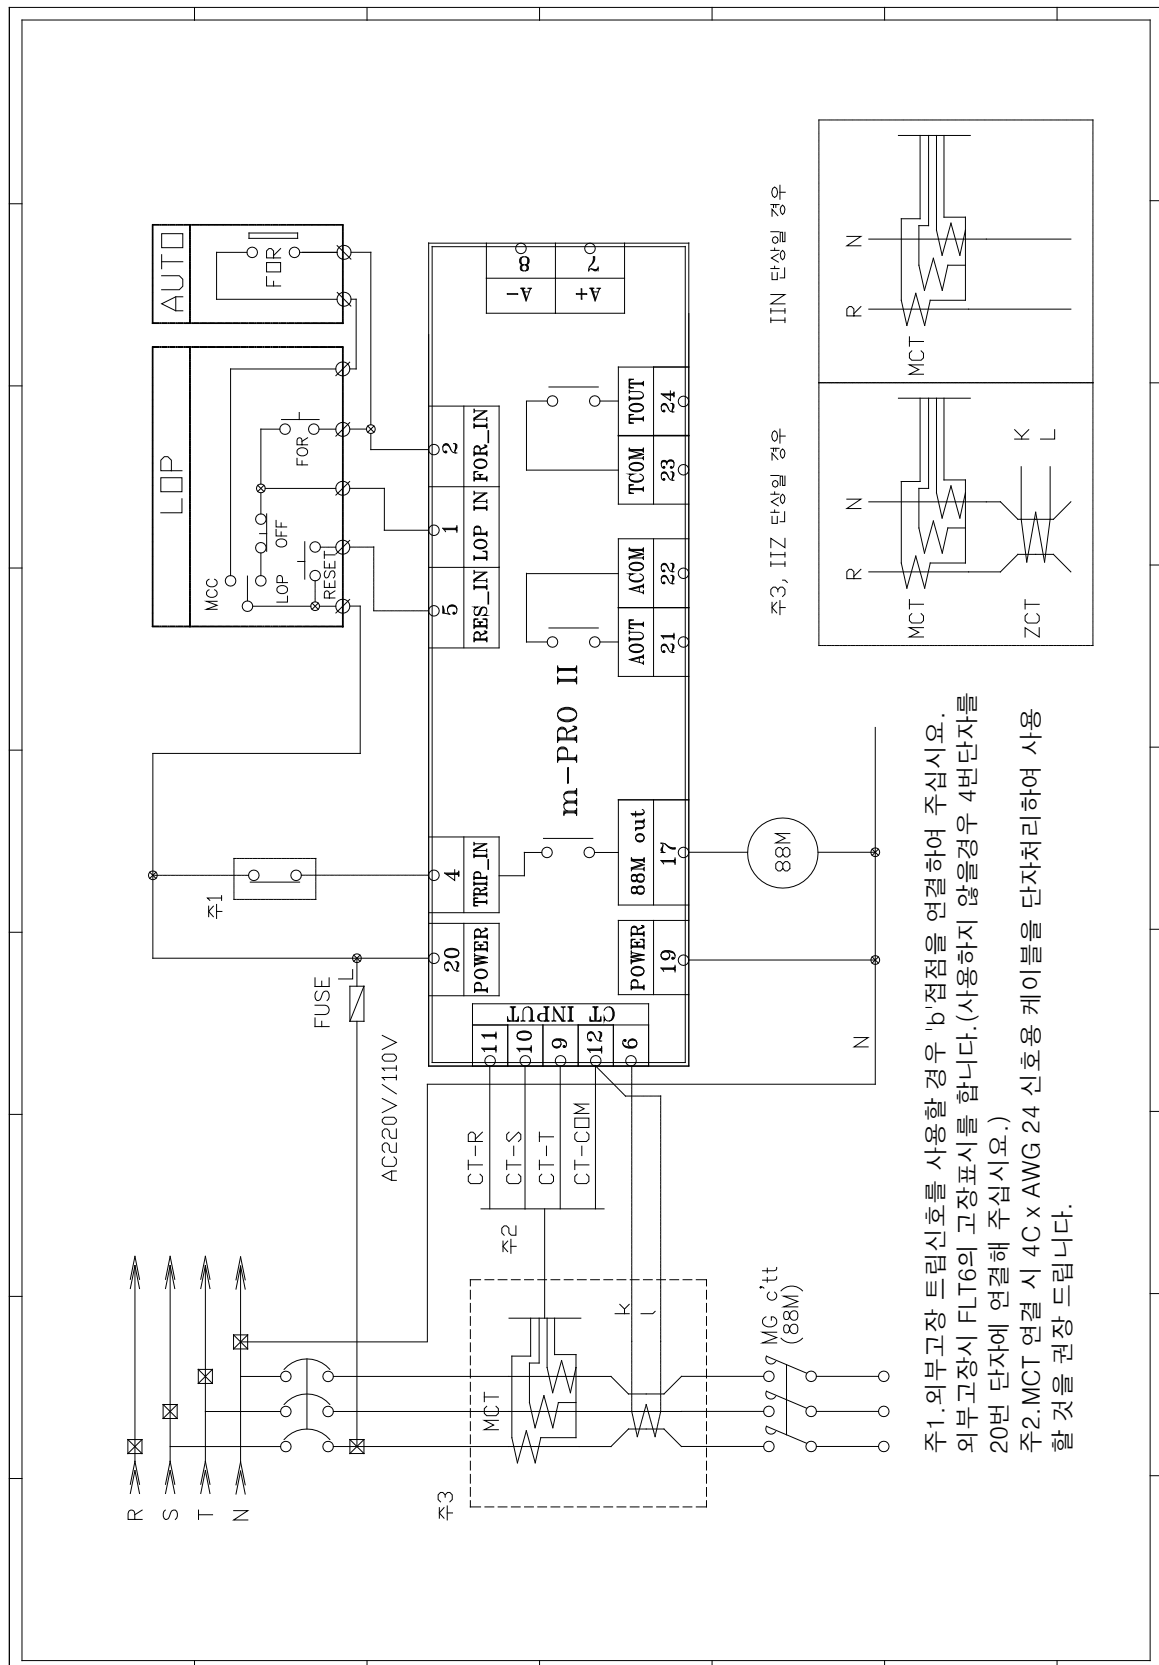 R
S
T
N
주3
MCT
k
l
MG c'tt
(88M)
주2
CT-R
CT-S
CT-T
CT-COM
AC220V/110V
FUSE
L
N
주1
CT INPUT
11
10
9
12
6
20
POWER
4
TRIP_IN
5
RES_IN
1
LOP IN
2
FOR_IN
m-PRO II
POWER
19
88M out
17
AOUT
21
ACOM
22
TCOM
23
TOUT
24
A-
8
A+
7
88M
LOP
MCC
LOP
OFF
RESET
FOR
AUTO
FOR
주3, IIZ 단상일 경우
R
N
MCT
ZCT
K
L
IIN 단상일 경우
R
N
MCT
주1.외부고장 트립신호를 사용할 경우 'b'접점을 연결하여 주십시요.
외부고장시 FLT6의 고장표시를 합니다.(사용하지 않을경우 4번단자를
20번 단자에 연결해 주십시요.)
주2.MCT 연결 시 4C x AWG 24 신호용 케이블을 단자처리하여 사용
할 것을 권장 드립니다.